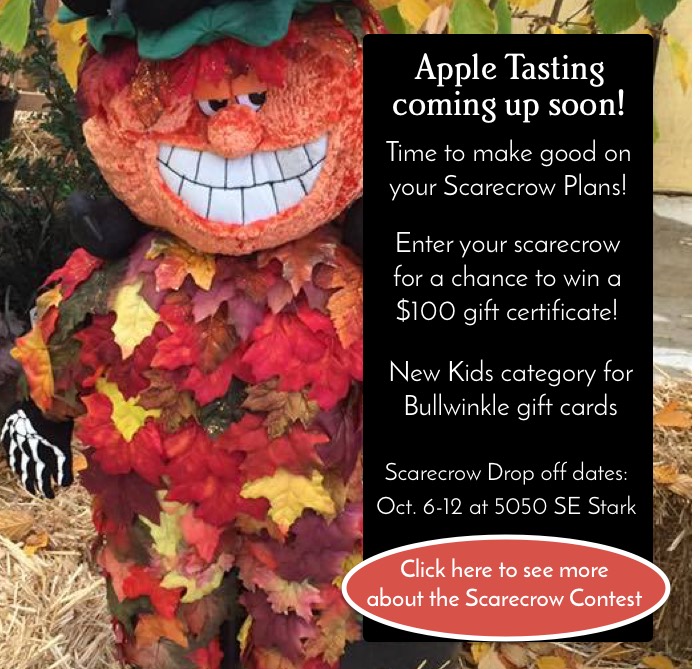 Apple Tasting
coming up soon!
Time to make good on
your Scarecrow Plans!
Enter your scarecrow
for a chance to win a
$100 gift certificate!
New Kids category for
Bullwinkle gift cards
Scarecrow Drop off dates:
Oct. 6-12 at 5050 SE Stark
Click here to see more
about the Scarecrow Contest